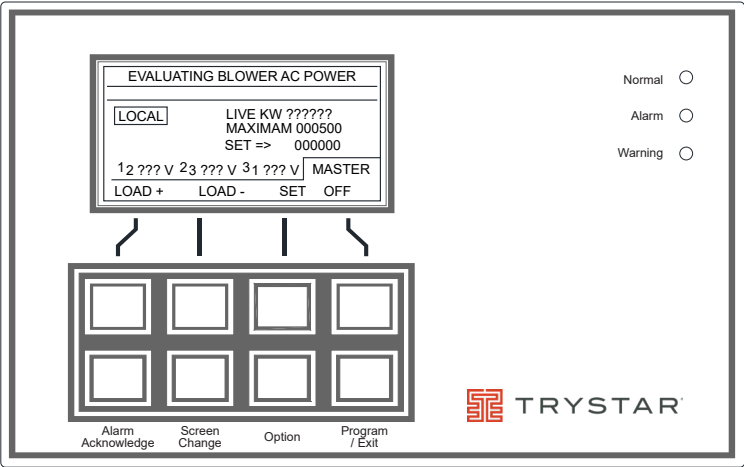 EVALUATING BLOWER AC POWER
LOCAL
LIVE KW ??????
MAXIMAM 000500
SET => 000000
12 ??? V 23 ??? V 31 ??? V MASTER
LOAD + LOAD - SET OFF
Normal
Alarm
Warning
Alarm Acknowledge
Screen Change
Option
Program / Exit
TRYSTAR